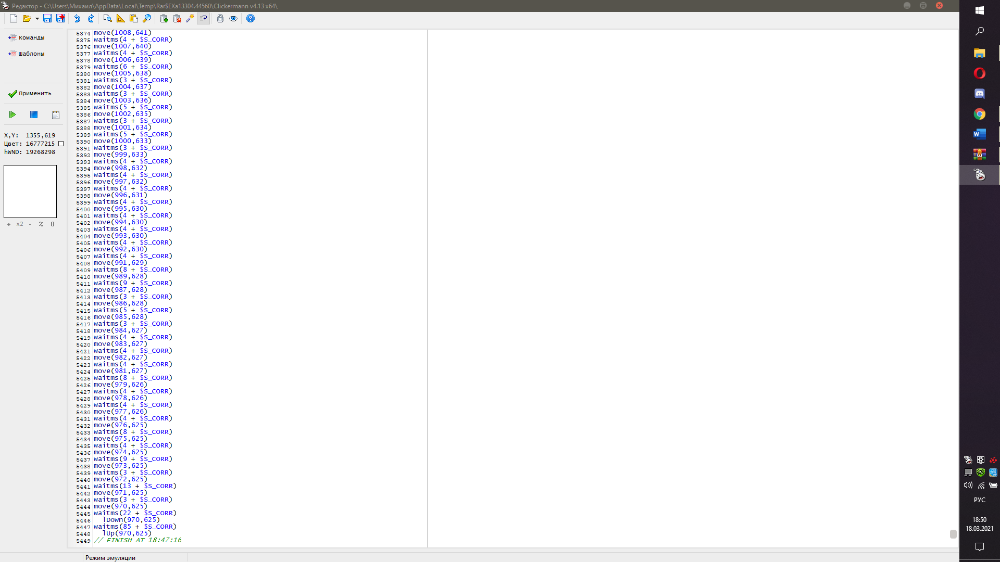 Редактор - C:\Users\Михаил\AppData\Local\Temp\Rar$EXa13304.44560\Clickermann v4.13 x64\
Команды
Шаблоны
Применить
X,Y: 1355,619
Цвет: 16777215
hWND: 19268298
+ x2 - % 0
5374 move(1008,641)
5375 waitms(4 + $S_CORR)
5376 move(1007,640)
5377 waitms(4 + $S_CORR)
5378 move(1006,639)
5379 waitms(6 + $S_CORR)
5380 move(1005,638)
5381 waitms(3 + $S_CORR)
5382 move(1004,637)
5383 waitms(3 + $S_CORR)
5384 move(1003,636)
5385 waitms(5 + $S_CORR)
5386 move(1002,635)
5387 waitms(3 + $S_CORR)
5388 move(1001,634)
5389 waitms(5 + $S_CORR)
5390 move(1000,633)
5391 waitms(3 + $S_CORR)
5392 move(999,633)
5393 waitms(4 + $S_CORR)
5394 move(998,632)
5395 waitms(4 + $S_CORR)
5396 move(997,632)
5397 waitms(4 + $S_CORR)
5398 move(996,631)
5399 waitms(4 + $S_CORR)
5400 move(995,630)
5401 waitms(4 + $S_CORR)
5402 move(994,630)
5403 waitms(4 + $S_CORR)
5404 move(993,630)
5405 waitms(4 + $S_CORR)
5406 move(992,630)
5407 waitms(4 + $S_CORR)
5408 move(991,629)
5409 waitms(8 + $S_CORR)
5410 move(989,628)
5411 waitms(9 + $S_CORR)
5412 move(987,628)
5413 waitms(3 + $S_CORR)
5414 move(986,628)
5415 waitms(5 + $S_CORR)
5416 move(985,628)
5417 waitms(3 + $S_CORR)
5418 move(984,627)
5419 waitms(4 + $S_CORR)
5420 move(983,627)
5421 waitms(4 + $S_CORR)
5422 move(982,627)
5423 waitms(4 + $S_CORR)
5424 move(981,627)
5425 waitms(8 + $S_CORR)
5426 move(979,626)
5427 waitms(4 + $S_CORR)
5428 move(978,626)
5429 waitms(4 + $S_CORR)
5430 move(977,626)
5431 waitms(4 + $S_CORR)
5432 move(976,625)
5433 waitms(8 + $S_CORR)
5434 move(975,625)
5435 waitms(4 + $S_CORR)
5436 move(974,625)
5437 waitms(9 + $S_CORR)
5438 move(973,625)
5439 waitms(3 + $S_CORR)
5440 move(972,625)
5441 waitms(13 + $S_CORR)
5442 move(971,625)
5443 waitms(3 + $S_CORR)
5444 move(970,625)
5445 waitms(22 + $S_CORR)
5446 lDown(970,625)
5447 waitms(85 + $S_CORR)
5448 lUp(970,625)
5449 // FINISH AT 18:47:16
Режим эмуляции
РУС
18:50
18.03.2021